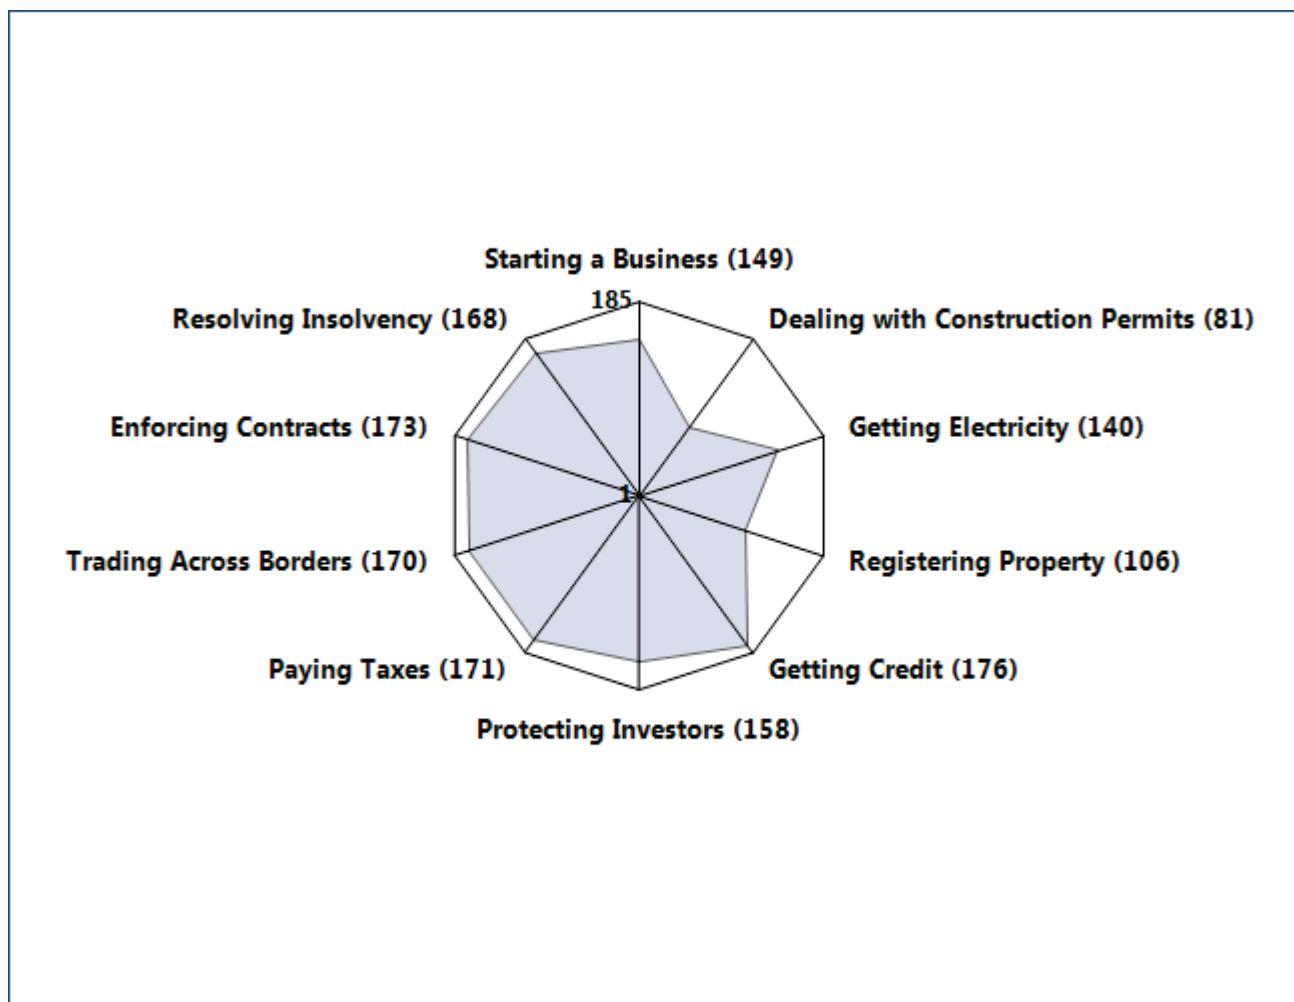 Starting a Business (149)
185
Resolving Insolvency (168)
Dealing with Construction Permits (81)
Enforcing Contracts (173)
Getting Electricity (140)
1
Trading Across Borders (170)
Registering Property (106)
Paying Taxes (171)
Getting Credit (176)
Protecting Investors (158)